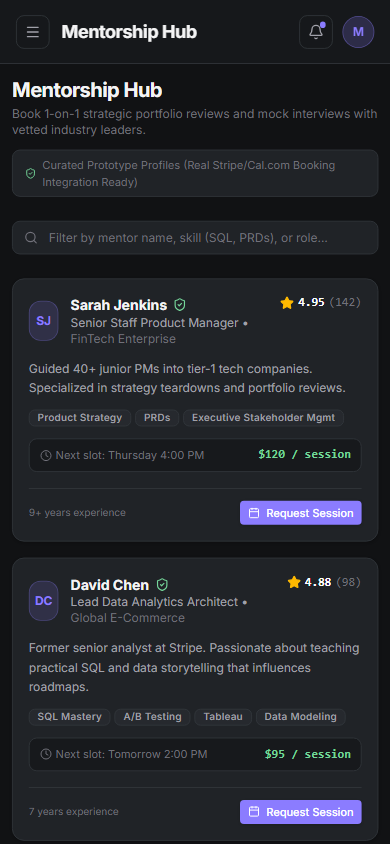 Mentorship Hub
M
Mentorship Hub
Book 1-on-1 strategic portfolio reviews and mock interviews with
vetted industry leaders.
Curated Prototype Profiles (Real Stripe/Cal.com Booking
Integration Ready)
Filter by mentor name, skill (SQL, PRDs), or role...
SJ
Sarah Jenkins
4.95 (142)
Senior Staff Product Manager •
FinTech Enterprise
Guided 40+ junior PMs into tier-1 tech companies.
Specialized in strategy teardowns and portfolio reviews.
Product Strategy PRDs Executive Stakeholder Mgmt
Next slot: Thursday 4:00 PM $120 / session
9+ years experience Request Session
DC
David Chen
4.88 (98)
Lead Data Analytics Architect •
Global E-Commerce
Former senior analyst at Stripe. Passionate about teaching
practical SQL and data storytelling that influences
roadmaps.
SQL Mastery A/B Testing Tableau Data Modeling
Next slot: Tomorrow 2:00 PM $95 / session
7 years experience Request Session